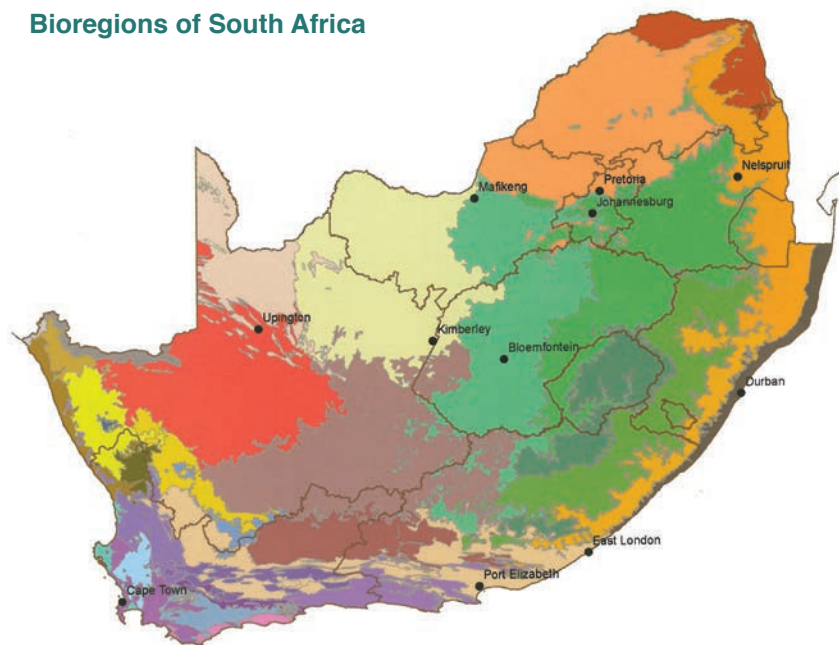 Bioregions of South Africa
Nelspruit
Pretoria
Mafikeng
Johannesburg
Upington
Kimberley
Bloemfontein
Durban
East London
Port Elizabeth
Cape Town